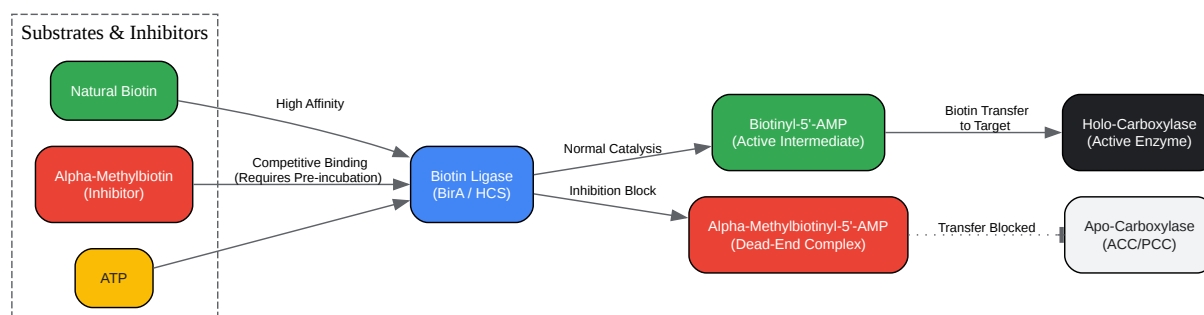 Substrates & Inhibitors
Natural Biotin
High Affinity
Alpha-Methylbiotin
(Inhibitor)
Competitive Binding
(Requires Pre-incubation)
ATP
Biotin Ligase
(BirA / HCS)
Normal Catalysis
Inhibition Block
Biotinyl-5'-AMP
(Active Intermediate)
Alpha-Methylbiotinyl-5'-AMP
(Dead-End Complex)
Biotin Transfer
to Target
Transfer Blocked
Holo-Carboxylase
(Active Enzyme)
Apo-Carboxylase
(ACC/PCC)